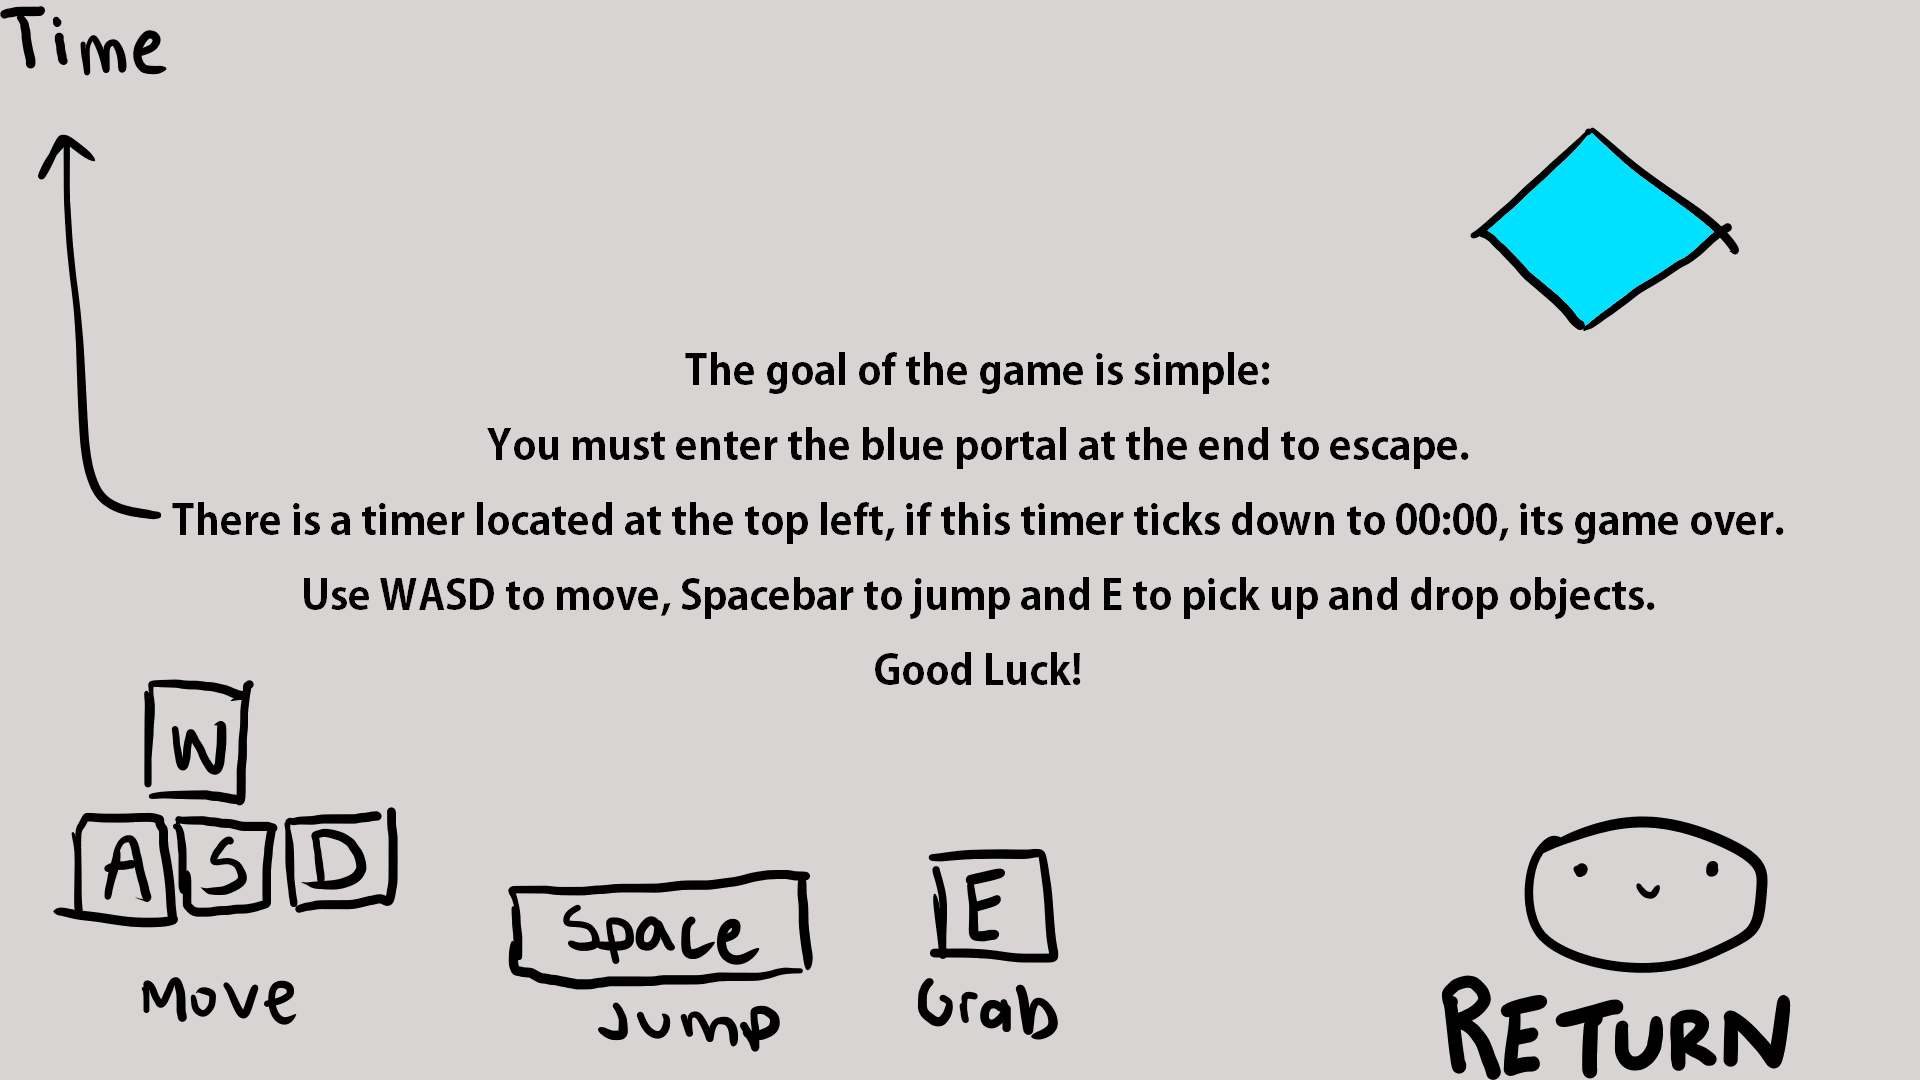 Time
The goal of the game is simple:
You must enter the blue portal at the end to escape.
There is a timer located at the top left, if this timer ticks down to 00:00, its game over.
Use WASD to move, Spacebar to jump and E to pick up and drop objects.
Good Luck!
W
A S D
Space
E
Move
Jump
Grab
RETURN